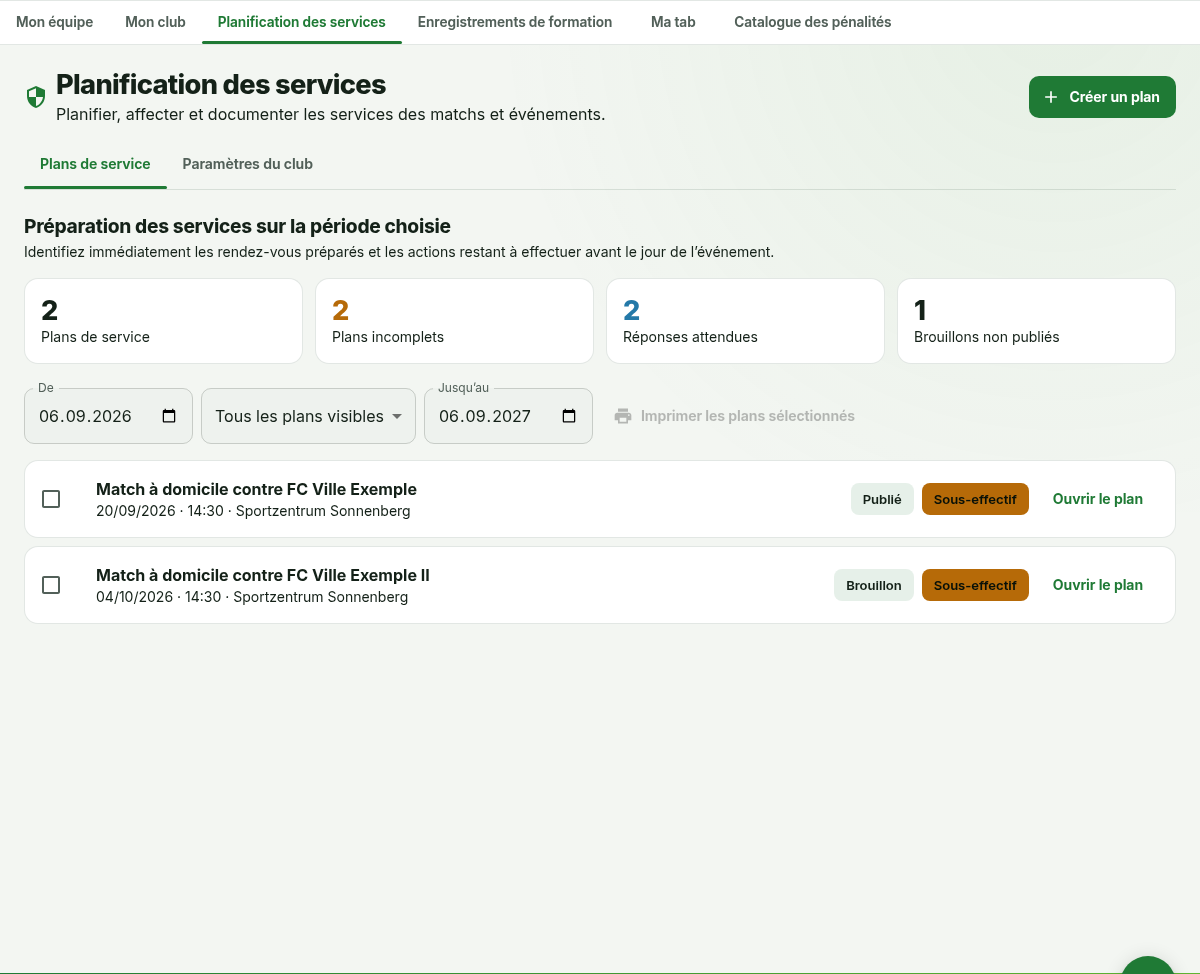 Mon équipe
Mon club
Planification des services
Enregistrements de formation
Ma tab
Catalogue des pénalités
Planification des services
Planifier, affecter et documenter les services des matchs et événements.
Créer un plan
Plans de service
Paramètres du club
Préparation des services sur la période choisie
Identifiez immédiatement les rendez-vous préparés et les actions restant à effectuer avant le jour de l’événement.
2
Plans de service
2
Plans incomplets
2
Réponses attendues
1
Brouillons non publiés
De
06.09.2026
Tous les plans visibles
Jusqu’au
06.09.2027
Imprimer les plans sélectionnés
Match à domicile contre FC Ville Exemple
20/09/2026 · 14:30 · Sportzentrum Sonnenberg
Publié
Sous-effectif
Ouvrir le plan
Match à domicile contre FC Ville Exemple II
04/10/2026 · 14:30 · Sportzentrum Sonnenberg
Brouillon
Sous-effectif
Ouvrir le plan